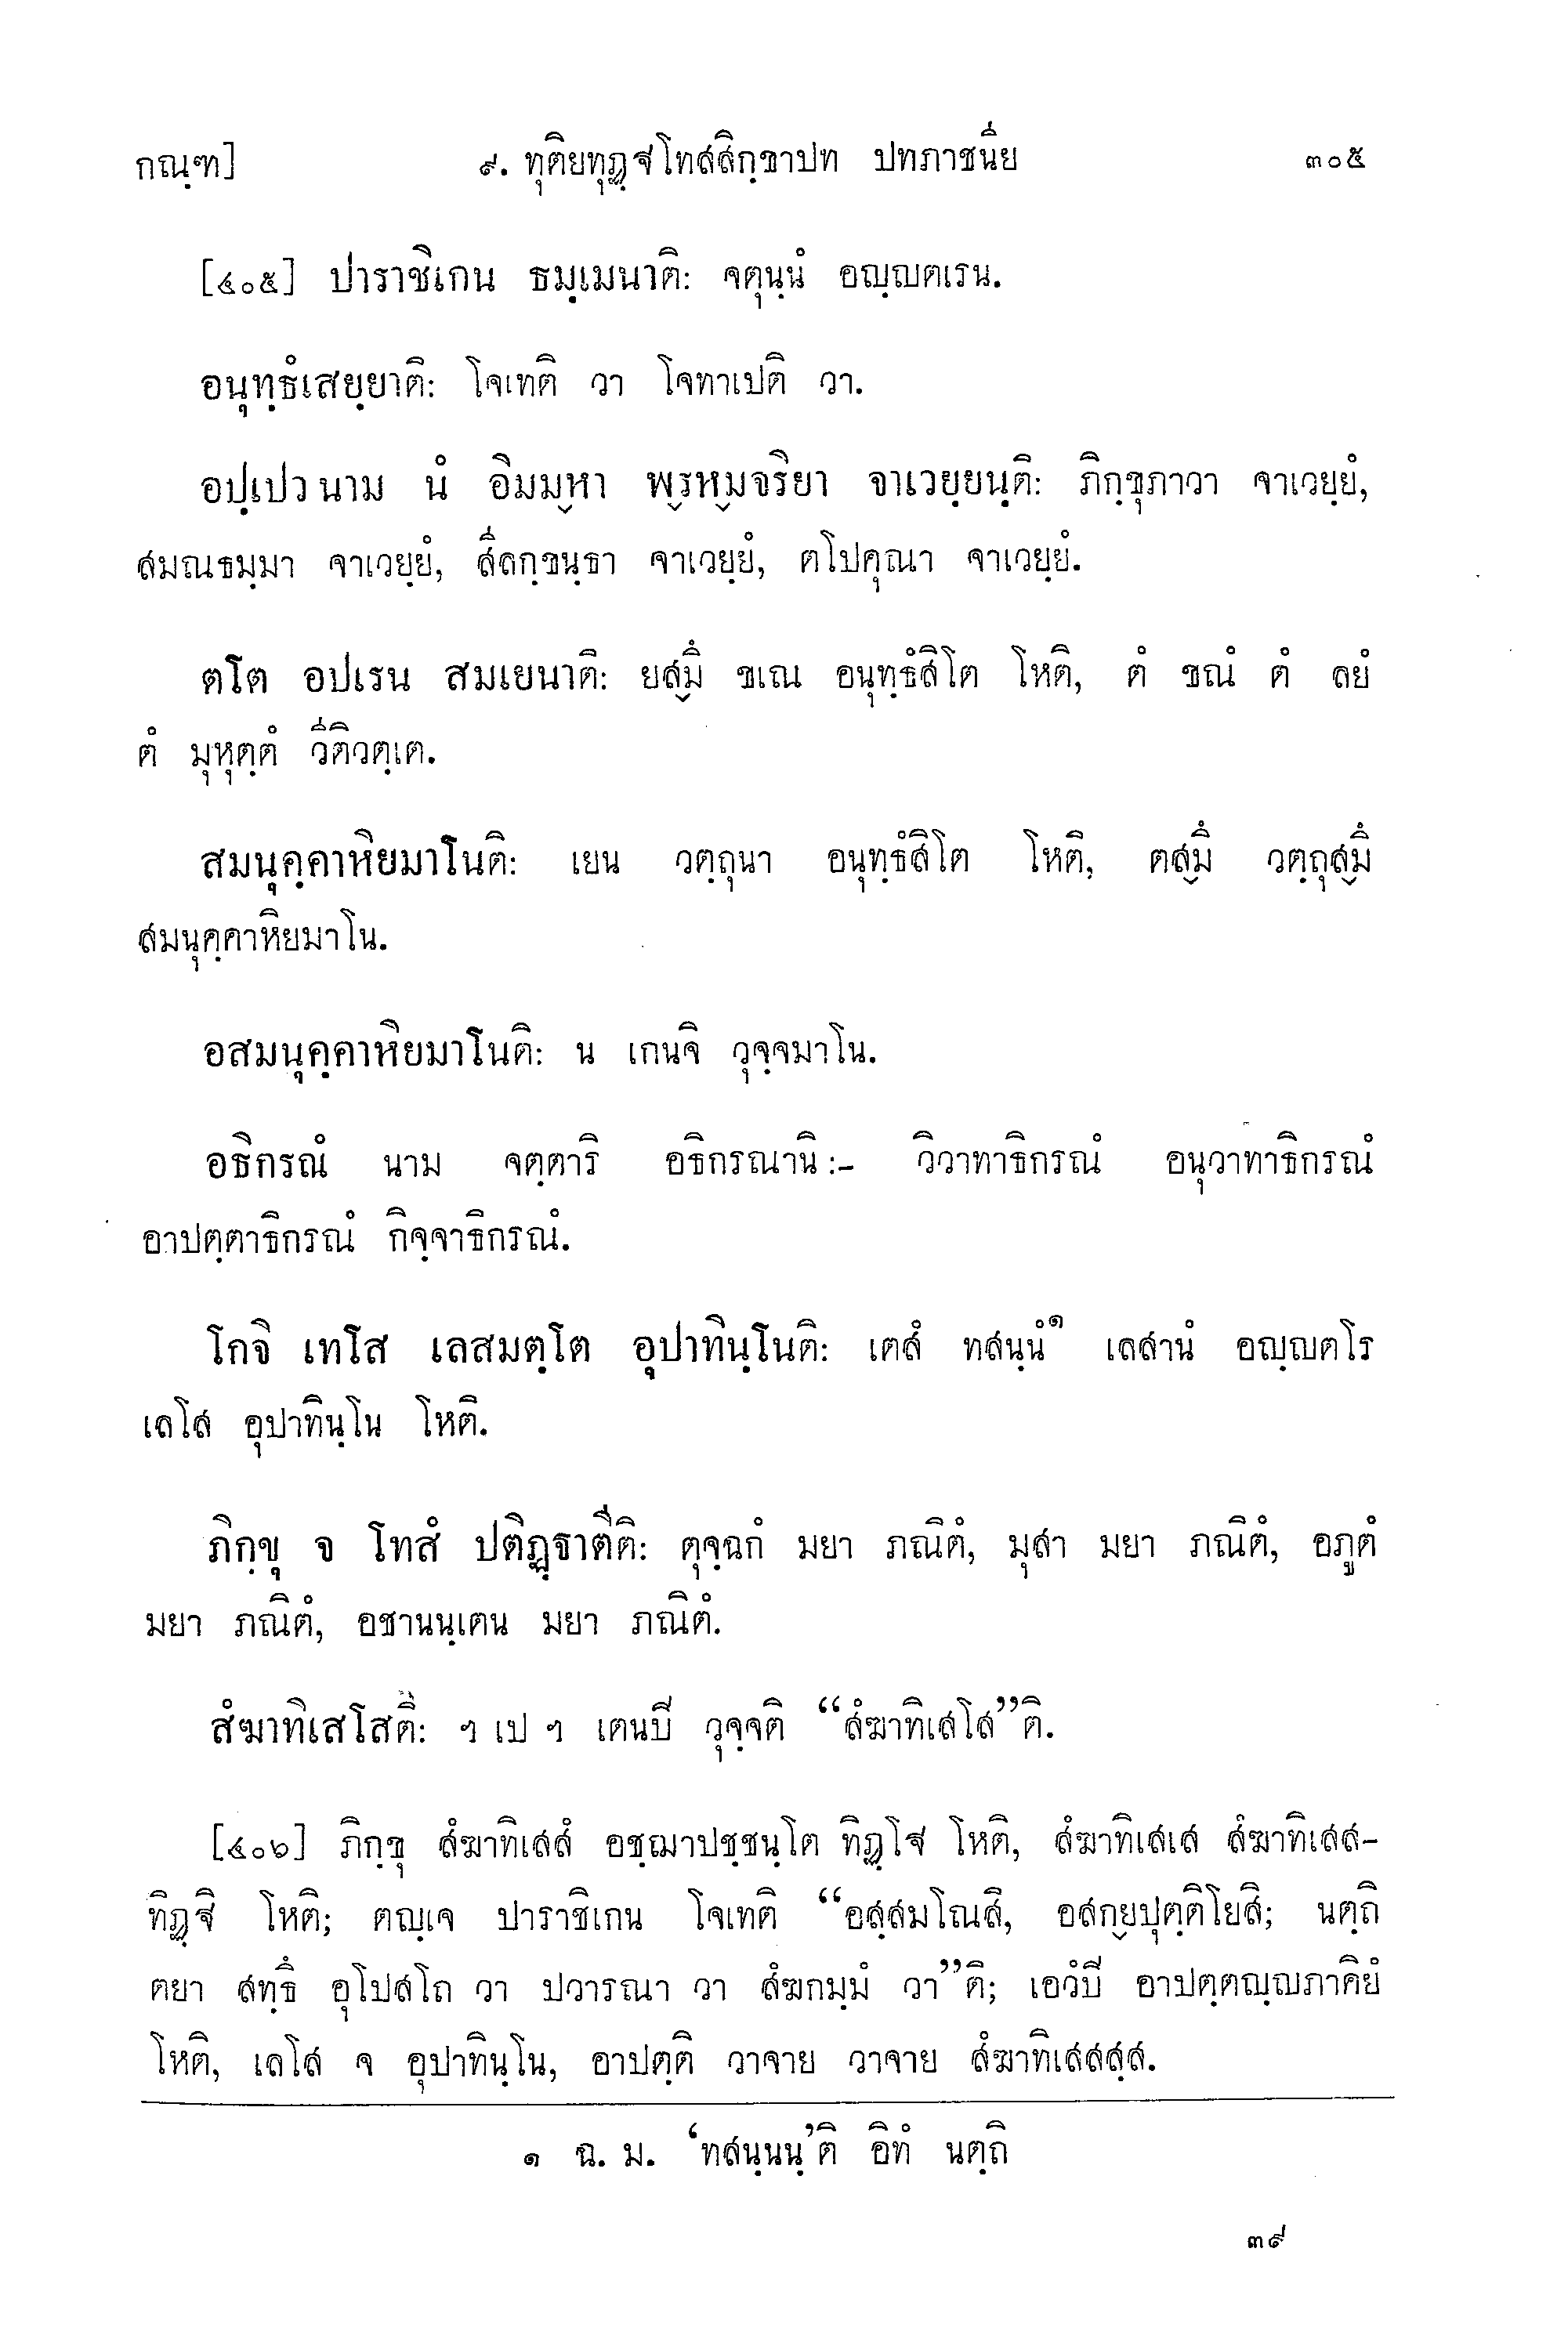 กณฺฑ] ๙. ทุติยทุฏฺฐโทสสิกฺขาปท ปทภาชนีย ๓๐๕
[๔๐๕] ปาราชิเกน ธมฺเมนาติ: จตุนฺนํ อญฺญตเรน.
อนุทฺธํเสยฺยาติ: โจเทติ วา โจทาเปติ วา.
อปฺเปว นาม นํ อิมมฺ๎หา พฺ๎รหฺ๎มจริยา จาเวยฺยนฺติ: ภิกฺขุภาวา จาเวยฺยํ,
สมณธมฺมา จาเวยฺยํ, สีลกฺขนฺธา จาเวยฺยํ, ตโปคุณา จาเวยฺยํ.
ตโต อปเรน สมเยนาติ: ยสฺ๎มึ ขเณ อนุทฺธํสิโต โหติ, ตํ ขณํ ตํ ลยํ
ตํ มุหุตฺตํ วีติวตฺเต.
สมนุคฺคาหิยมาโนติ: เยน วตฺถุนา อนุทฺธํสิโต โหติ, ตสฺ๎มึ วตฺถุสฺ๎มึ
สมนุคฺคาหิยมาโน.
อสมนุคฺคาหิยมาโนติ: น เกนจิ วุจฺจมาโน.
อธิกรณํ นาม จตฺตาริ อธิกรณานิ :- วิวาทาธิกรณํ อนุวาทาธิกรณํ
อาปตฺตาธิกรณํ กิจฺจาธิกรณํ.
โกจิ เทโส เลสมตฺโต อุปาทินฺโนติ: เตสํ ทสนฺนํ๑ เลสานํ อญฺญตโร
เลโส อุปาทินฺโน โหติ.
ภิกฺขุ จ โทสํ ปติฏฺฐาตีติ: ตุจฺฉกํ มยา ภณิตํ, มุสา มยา ภณิตํ, อภูตํ
มยา ภณิตํ, อชานนฺเตน มยา ภณิตํ.
สํฆาทิเสโสติ: ฯ เป ฯ เตนปิ วุจฺจติ “สํฆาทิเสโส”ติ.
[๔๐๖] ภิกฺขุ สํฆาทิเสสํ อชฺฌาปชฺชนฺโต ทิฏฺโฐ โหติ, สํฆาทิเสเส สํฆาทิเสส-
ทิฏฺฐิ โหติ; ตญฺเจ ปาราชิเกน โจเทติ “อสฺสมโณสิ, อสกฺ๎ยปุตฺติโยสิ; นตฺถิ
ตยา สทฺธึ อุโปสโถ วา ปวารณา วา สํฆกมฺมํ วา”ติ; เอวํปิ อาปตฺตญฺญภาคิยํ
โหติ, เลโส จ อุปาทินฺโน, อาปตฺติ วาจาย วาจาย สํฆาทิเสสสฺส.
๑ ฉ. ม. ‘ทสนฺนนฺ’ติ อิทํ นตฺถิ
๓๙